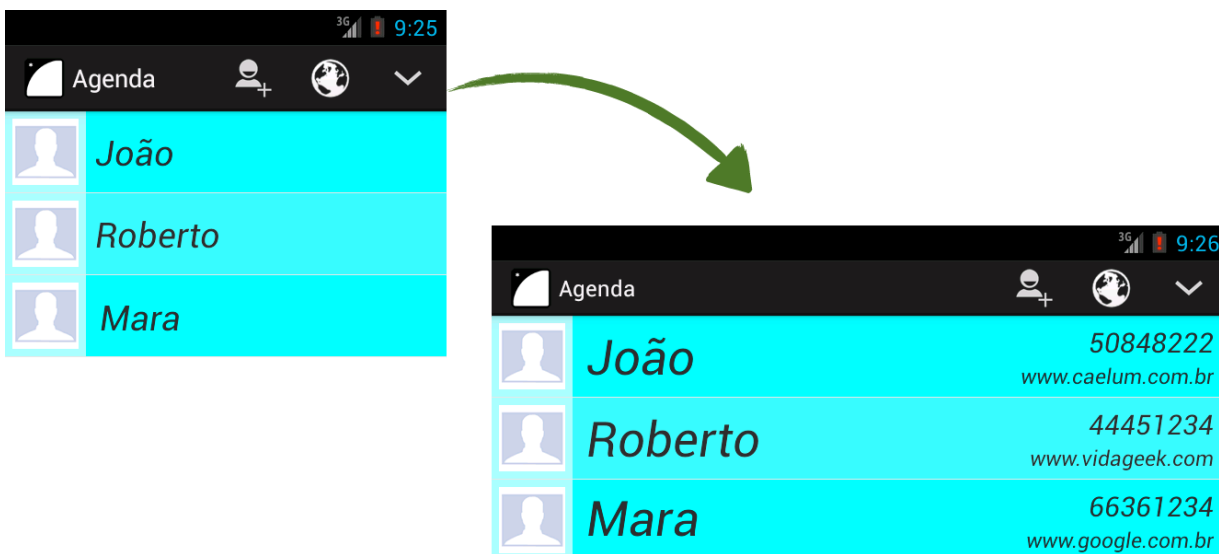 3G 9:25
Agenda
João
Roberto
Mara
3G 9:26
Agenda
João 50848222
www.caelum.com.br
Roberto 44451234
www.vidageek.com
Mara 66361234
www.google.com.br